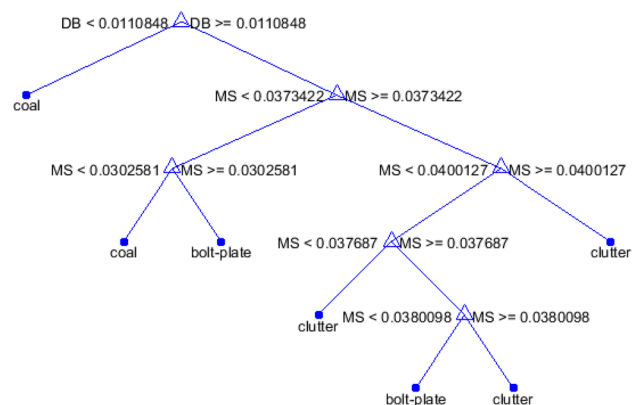 DB < 0.0110848 DB >= 0.0110848
coal
MS < 0.0373422 MS >= 0.0373422
MS < 0.0302581 MS >= 0.0302581
MS < 0.0400127 MS >= 0.0400127
coal
bolt-plate
MS < 0.037687 MS >= 0.037687
clutter
clutter
MS < 0.0380098 MS >= 0.0380098
bolt-plate
clutter